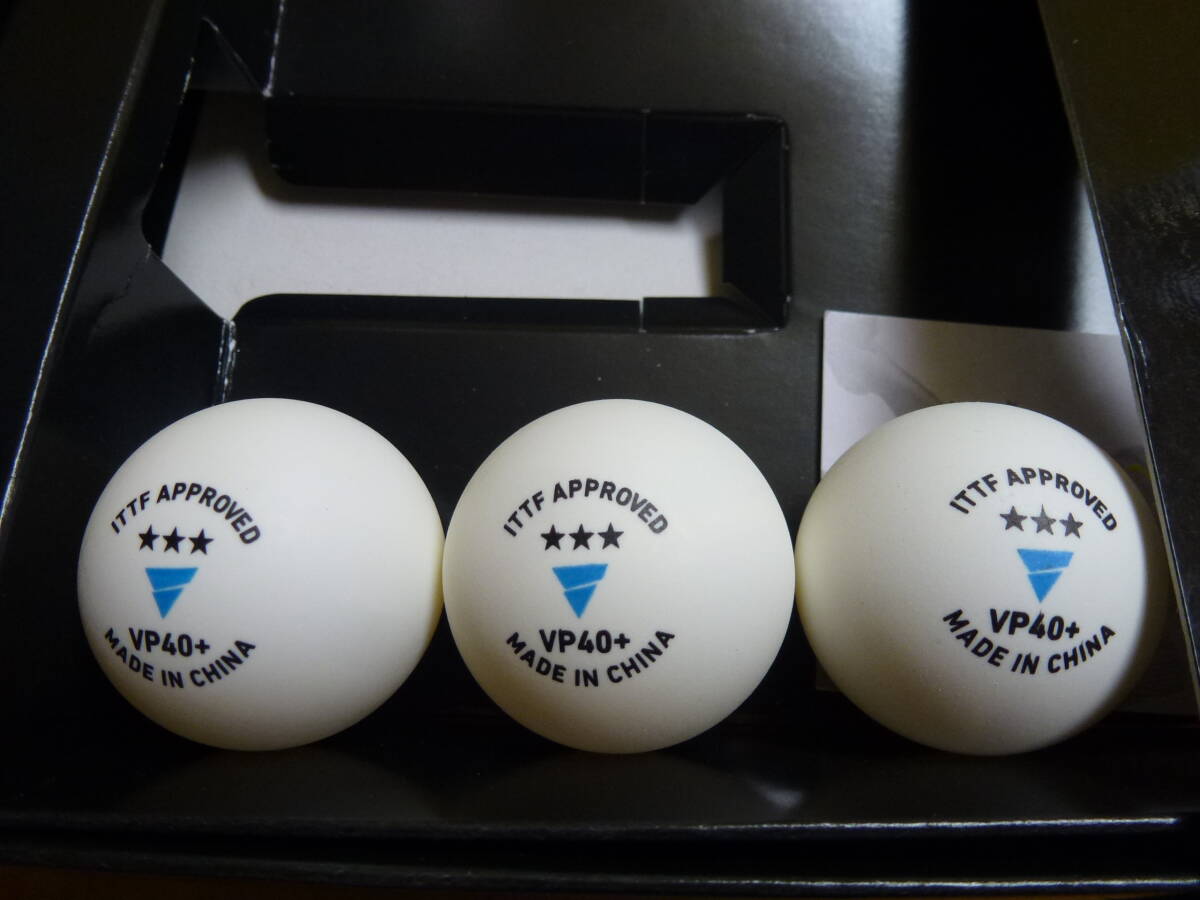 ITTF APPROVED
★★★
VP40+
MADE IN CHINA
ITTF APPROVED
★★★
VP40+
MADE IN CHINA
ITTF APPROVED
★★★
VP40+
MADE IN CHINA